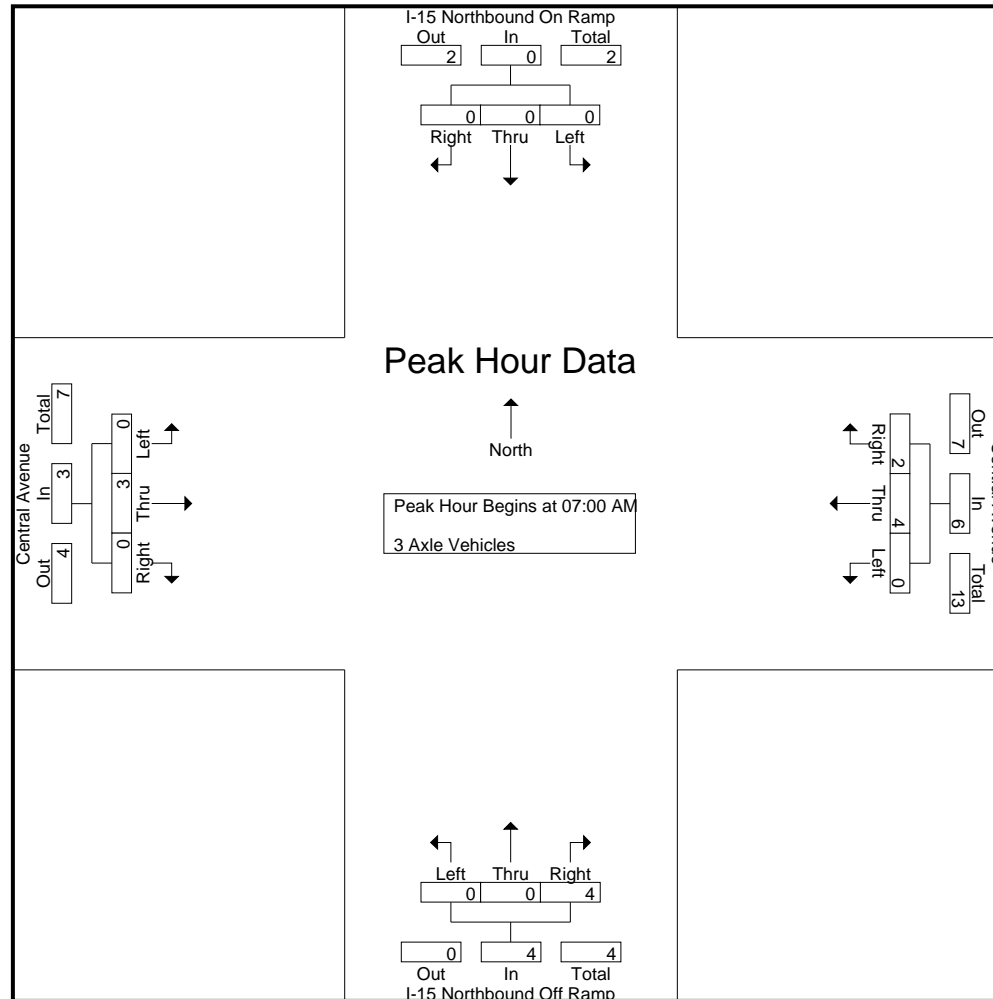 I-15 Northbound On Ramp
Out In Total
2 0 2
0 0 0
Right Thru Left
Peak Hour Data
North
Peak Hour Begins at 07:00 AM
3 Axle Vehicles
Central Avenue
Total In Out
7 3 4
0 3 0
Left Thru Right
Out In Total
7 6 13
2 4 0
Right Thru Left
Left Thru Right
0 0 4
0 4 4
Out In Total
I-15 Northbound Off Ramp